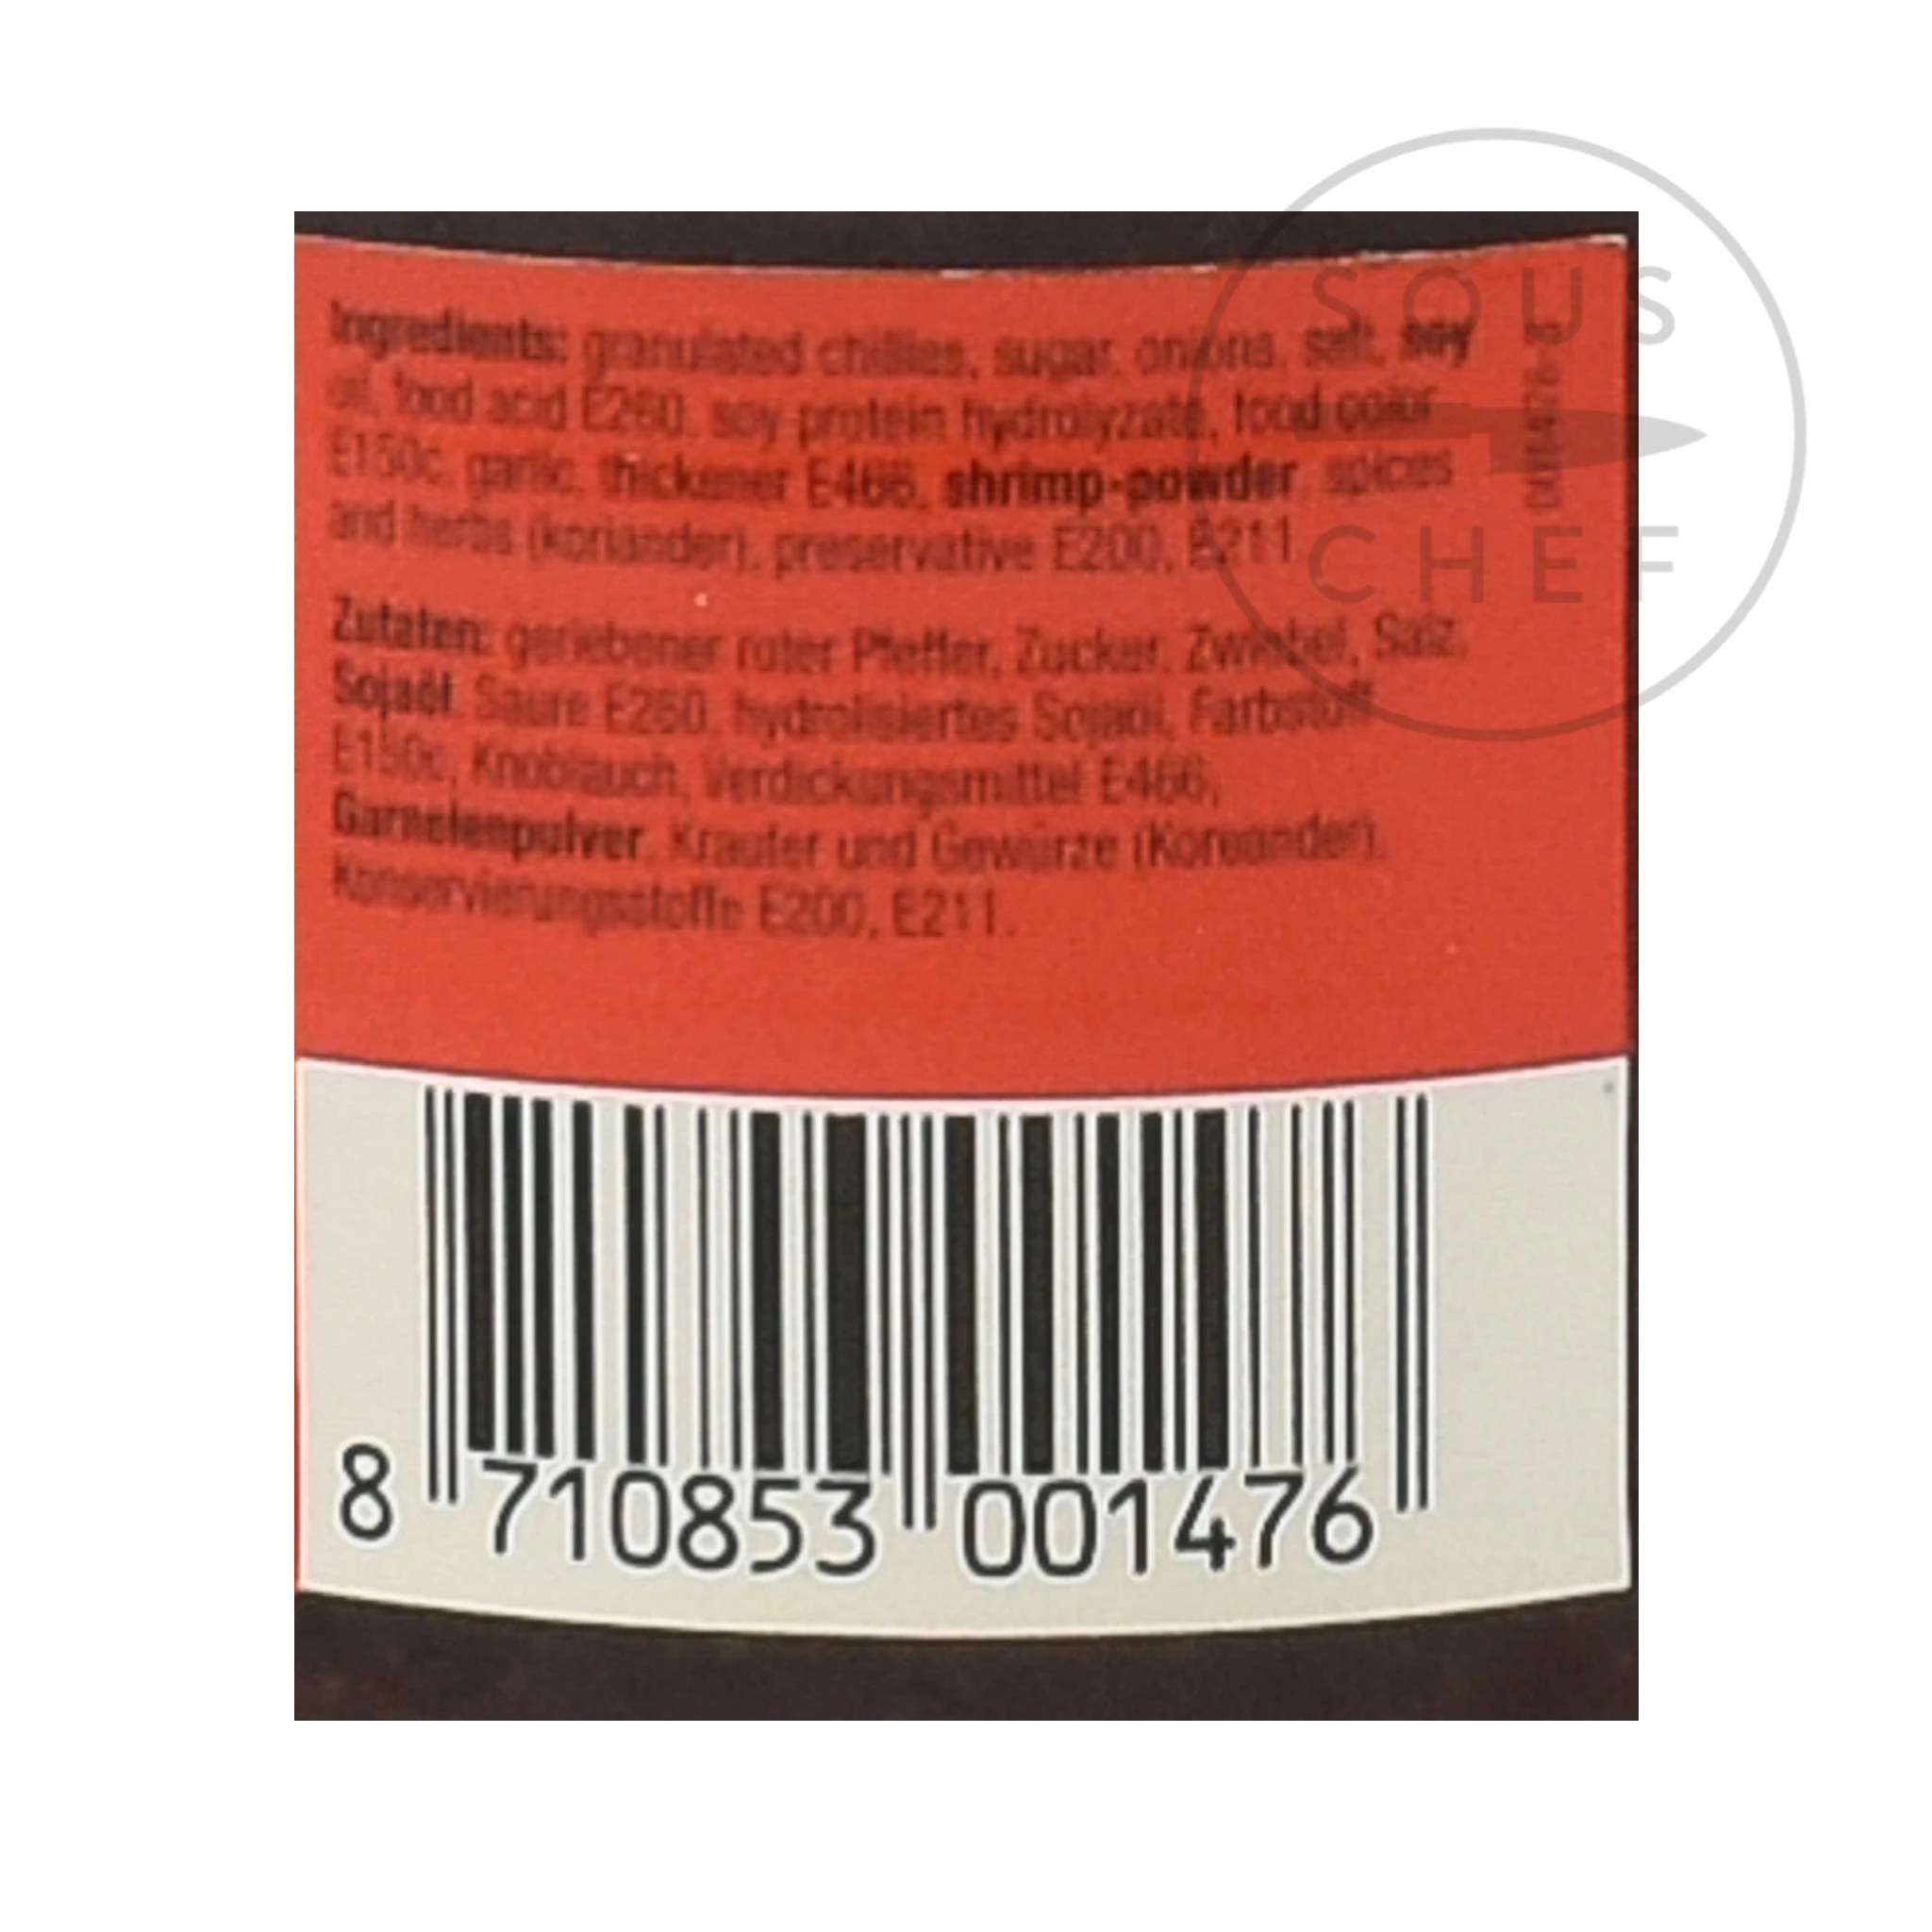 SOUS
CHEF
Ingredients: granulated chillies, sugar, onions, salt, soy
oil, food acid E260, soy protein hydrolyzate, food color
E150c, garlic, thickener E466, shrimp-powder, spices
and herbs (koriander), preservative E200, E211.
Zutaten: geriebener roter Pfeffer, Zucker, Zwiebel, Salz,
Sojaöl, Säure E260, hydrolisiertes Sojaöl, Farbstoff
E150c, Knoblauch, Verdickungsmittel E466,
Garnelenpulver, Krauter und Gewürze (Koreander),
Konservierungsstoffe E200, E211.
8 710853 001476